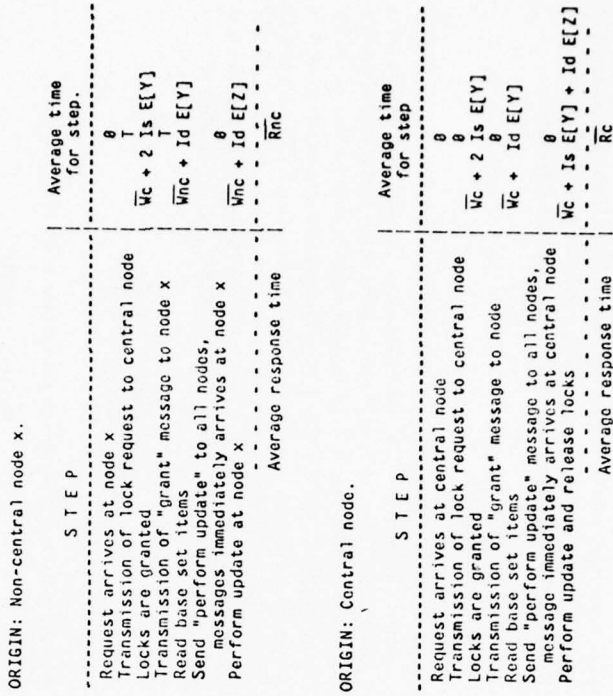 ORIGIN: Non-central node x.
S T E P | Average time
for step.
Request arrives at node x | 0
Transmission of lock request to central node | T
Locks are granted | W̅c + 2 Is E[Y]
Transmission of "grant" message to node x | T
Read base set items | W̅nc + Id E[Y]
Send "perform update" to all nodes,
messages immediately arrives at node x | 0
Perform update at node x | W̅nc + Id E[Z]
Average response time | R̅nc
ORIGIN: Central node.
S T E P | Average time
for step
Request arrives at central node | 0
Transmission of lock request to central node | 0
Locks are granted | W̅c + 2 Is E[Y]
Transmission of "grant" message to node | 0
Read base set items | W̅c + Id E[Y]
Send "perform update" message to all nodes,
message immediately arrives at central node | 0
Perform update and release locks | W̅c + Is E[Y] + Id E[Z]
Average response time | R̅c